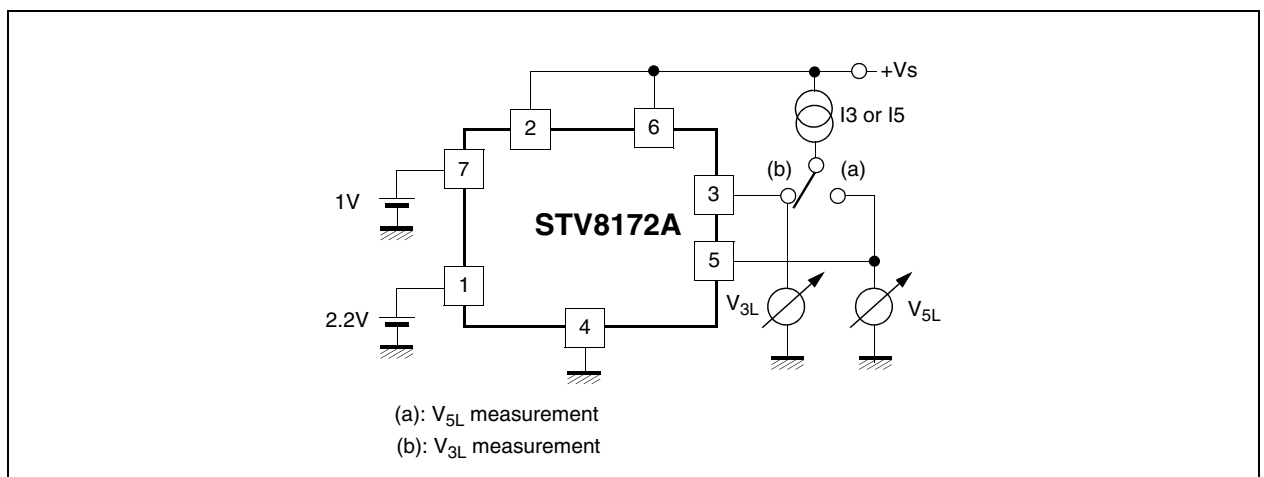 +Vs
I3 or I5
2
6
7
(b)
(a)
1V
3
STV8172A
5
1
V3L
V5L
2.2V
4
(a): V5L measurement
(b): V3L measurement